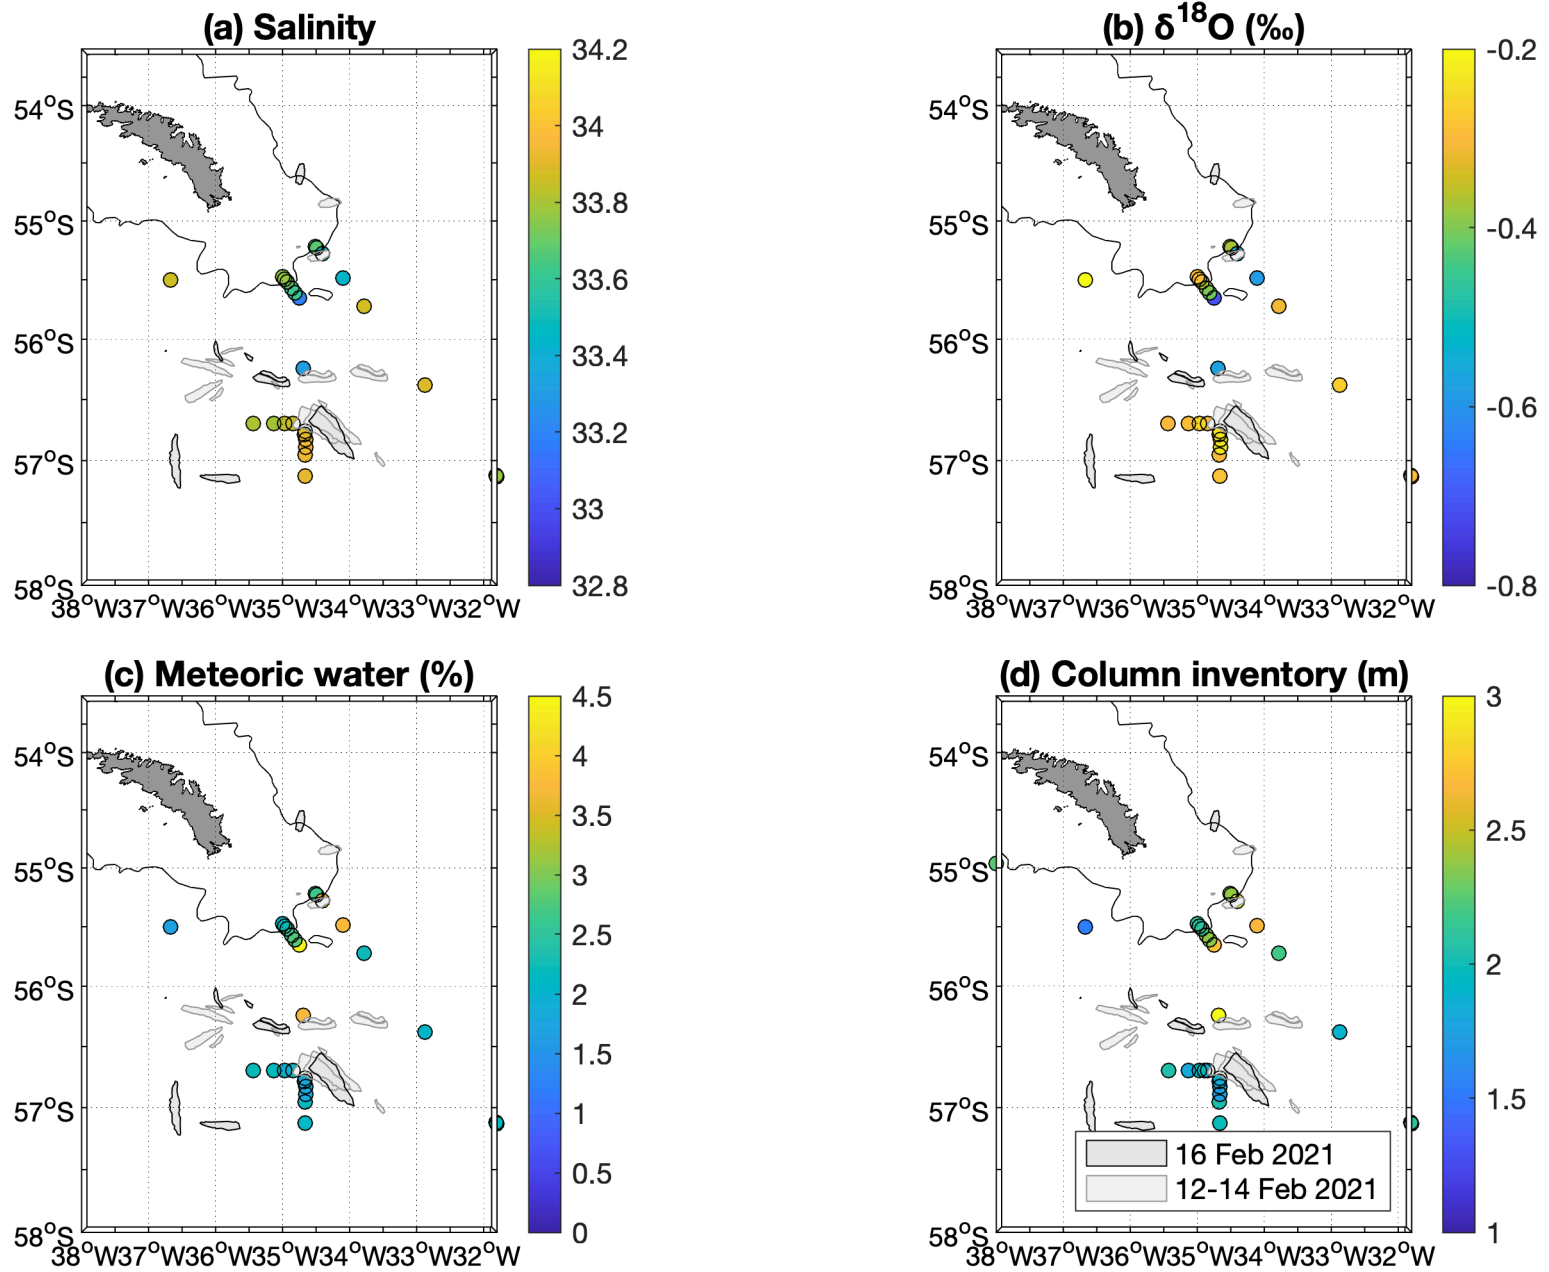 (a) Salinity
54°S
55°S
56°S
57°S
58°S
38°W37°W36°W35°W34°W33°W32°W
34.2
34
33.8
33.6
33.4
33.2
33
32.8
(b) δ¹⁸O (‰)
54°S
55°S
56°S
57°S
58°S
38°W37°W36°W35°W34°W33°W32°W
-0.2
-0.4
-0.6
-0.8
(c) Meteoric water (%)
54°S
55°S
56°S
57°S
58°S
38°W37°W36°W35°W34°W33°W32°W
4.5
4
3.5
3
2.5
2
1.5
1
0.5
0
(d) Column inventory (m)
54°S
55°S
56°S
57°S
58°S
38°W37°W36°W35°W34°W33°W32°W
16 Feb 2021
12-14 Feb 2021
3
2.5
2
1.5
1